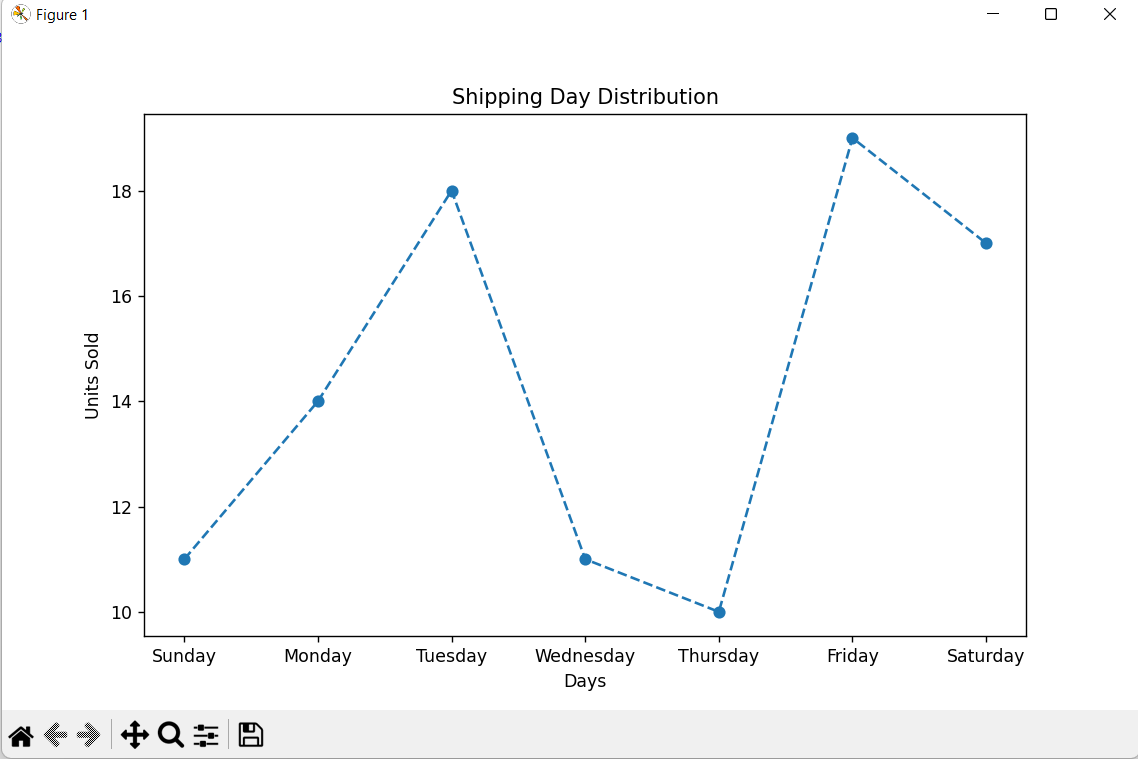 Figure 1
Shipping Day Distribution
18
16
14
12
10
Units Sold
Sunday Monday Tuesday Wednesday Thursday Friday Saturday
Days